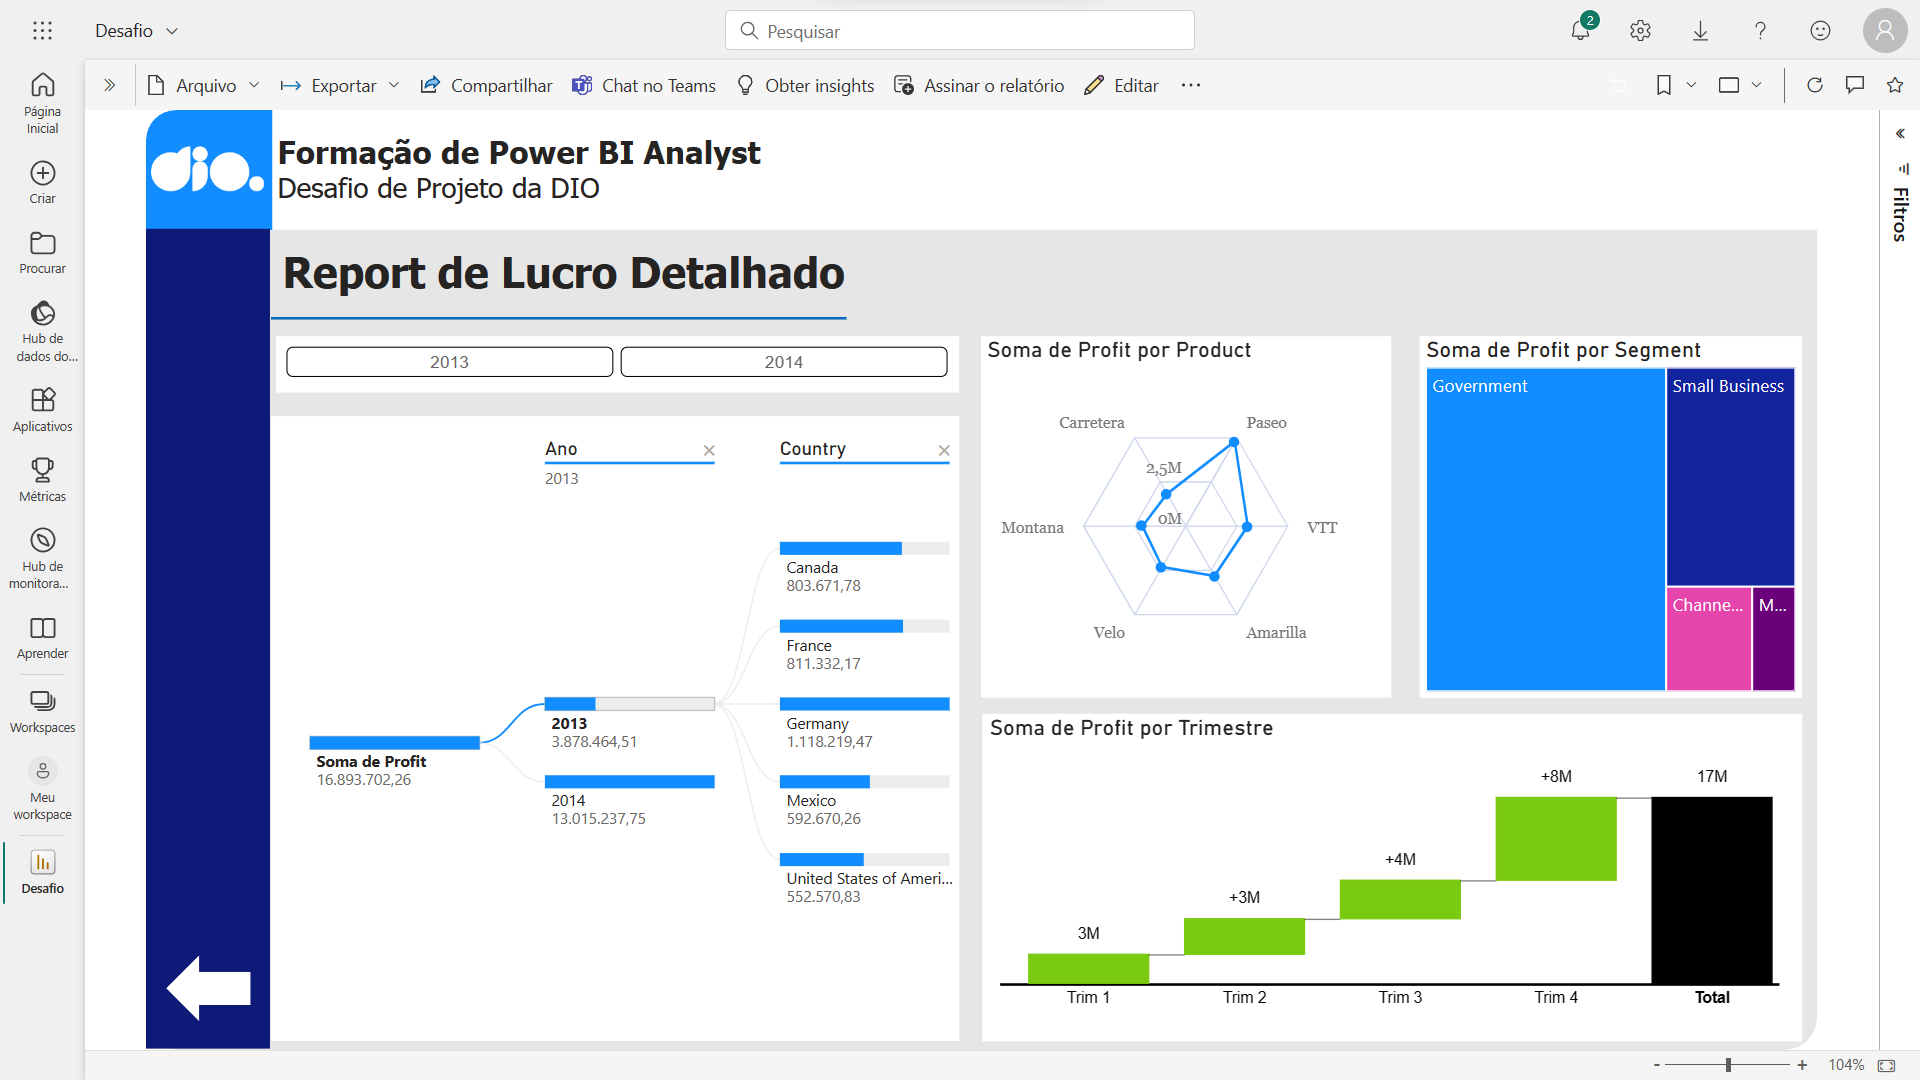 Desafio
Pesquisar
2
Arquivo
Exportar
Compartilhar
Chat no Teams
Obter insights
Assinar o relatório
Editar
Página
Inicial
Criar
Procurar
Hub de
dados do...
Aplicativos
Métricas
Hub de
monitora...
Aprender
Workspaces
Meu
workspace
Desafio
dio.
Formação de Power BI Analyst
Desafio de Projeto da DIO
Filtros
Report de Lucro Detalhado
2013
2014
Ano
2013
Country
Soma de Profit
16.893.702,26
2013
3.878.464,51
2014
13.015.237,75
Canada
803.671,78
France
811.332,17
Germany
1.118.219,47
Mexico
592.670,26
United States of Ameri...
552.570,83
Soma de Profit por Product
Carretera
Paseo
2,5M
0M
Montana
VTT
Velo
Amarilla
Soma de Profit por Segment
Government
Small Business
Channe...
M...
Soma de Profit por Trimestre
3M
+3M
+4M
+8M
17M
Trim 1
Trim 2
Trim 3
Trim 4
Total
104%